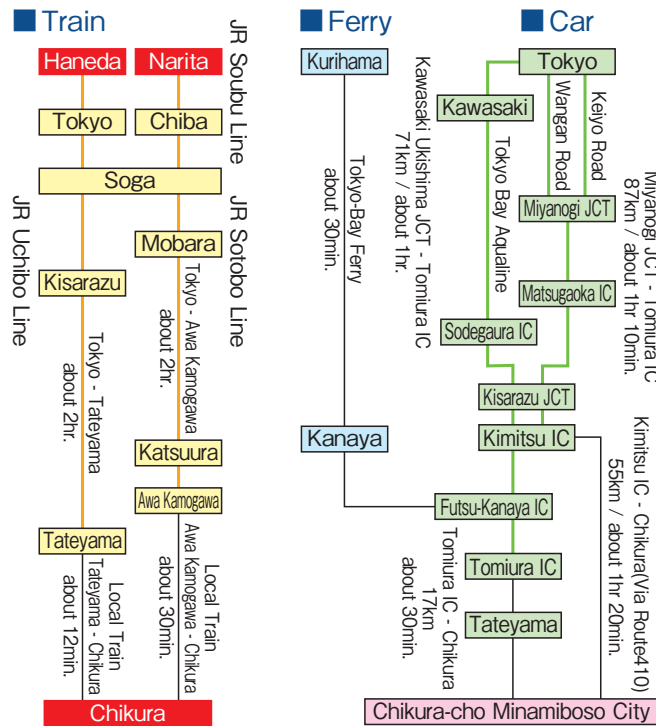 Train
Haneda
Narita
JR Soubu Line
Tokyo
Chiba
Soga
JR Uchibo Line
JR Sotobo Line
Mobara
Kisarazu
Tokyo - Awa Kamogawa
about 2hr.
Tokyo - Tateyama
about 2hr.
Katsuura
Awa Kamogawa
Tateyama
Local Train
Tateyama - Chikura
about 12min.
Local Train
Awa Kamogawa - Chikura
about 30min.
Chikura
Ferry
Kurihama
Tokyo-Bay Ferry
about 30min.
Kanaya
Car
Tokyo
Kawasaki
Kawasaki Ukishima JCT - Tomiura IC
71km / about 1hr.
Tokyo Bay Aqualine
Wangan Road
Keiyo Road
Miyanogi JCT
Miyanogi JCT - Tomiura IC
87km / about 1hr 10min.
Matsugaoka IC
Sodegaura IC
Kisarazu JCT
Kimitsu IC
Kimitsu IC - Chikura(Via Route410)
55km / about 1hr 20min.
Futsu-Kanaya IC
Tomiura IC
Tomiura IC - Chikura
17km
about 30min.
Tateyama
Chikura-cho Minamiboso City